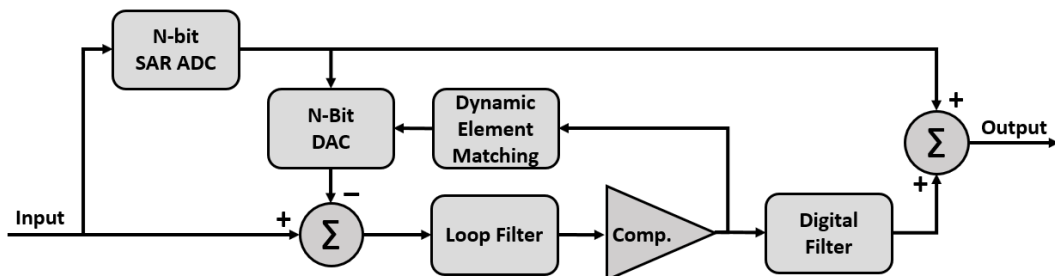 N-bit
SAR ADC
N-Bit
DAC
Dynamic
Element
Matching
+
Σ
Output
+
−
Input
+
Σ
Loop Filter
Comp.
Digital
Filter